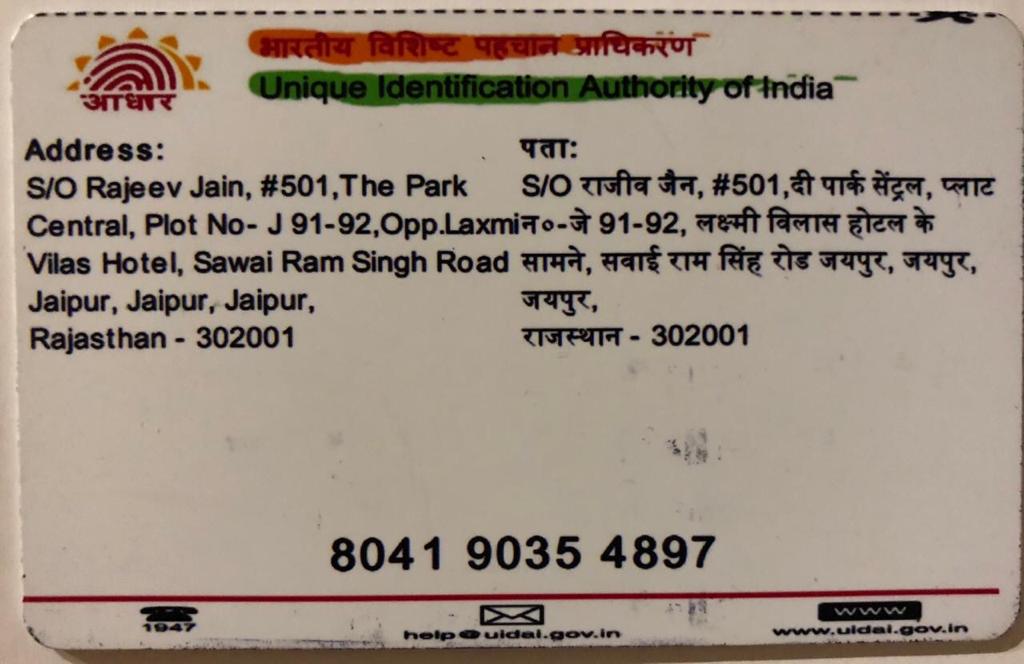 भारतीय विशिष्ट पहचान प्राधिकरण
Unique Identification Authority of India
आधार
Address:
S/O Rajeev Jain, #501,The Park
Central, Plot No- J 91-92,Opp.Laxmi
Vilas Hotel, Sawai Ram Singh Road
Jaipur, Jaipur, Jaipur,
Rajasthan - 302001
पता:
S/O राजीव जैन, #501,दी पार्क सेंट्रल, प्लाट
न०-जे 91-92, लक्ष्मी विलास होटल के
सामने, सवाई राम सिंह रोड जयपुर, जयपुर,
जयपुर,
राजस्थान - 302001
8041 9035 4897
1947
help@uidai.gov.in
www
www.uidai.gov.in